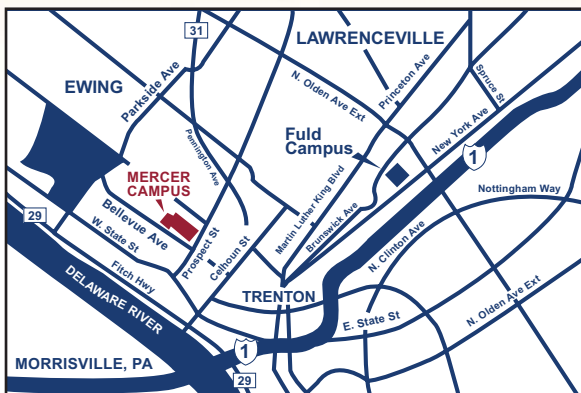 31
LAWRENCEVILLE
EWING
Parkside Ave
N. Olden Ave Ext
Princeton Ave
Spruce St
Pennington Ave
Fuld
Campus
New York Ave
1
MERCER
CAMPUS
Martin Luther King Blvd
Brunswick Ave
Nottingham Way
29
Bellevue Ave
W. State St
Prospect St
Calhoun St
N. Clinton Ave
Fitch Hwy
DELAWARE RIVER
TRENTON
E. State St
N. Olden Ave Ext
MORRISVILLE, PA
1
29